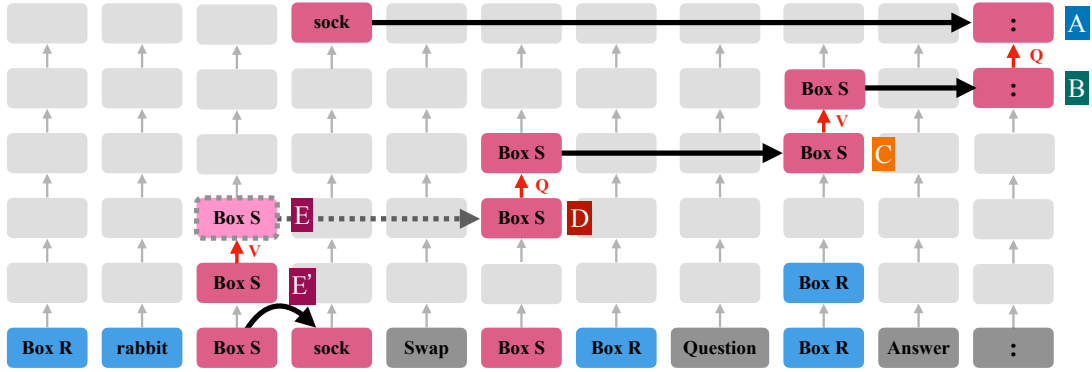 sock : A
Q
Box S : B
V
Box S Box S C
Q
Box S E Box S D
V
Box S E' Box R
Box R rabbit Box S sock Swap Box S Box R Question Box R Answer :